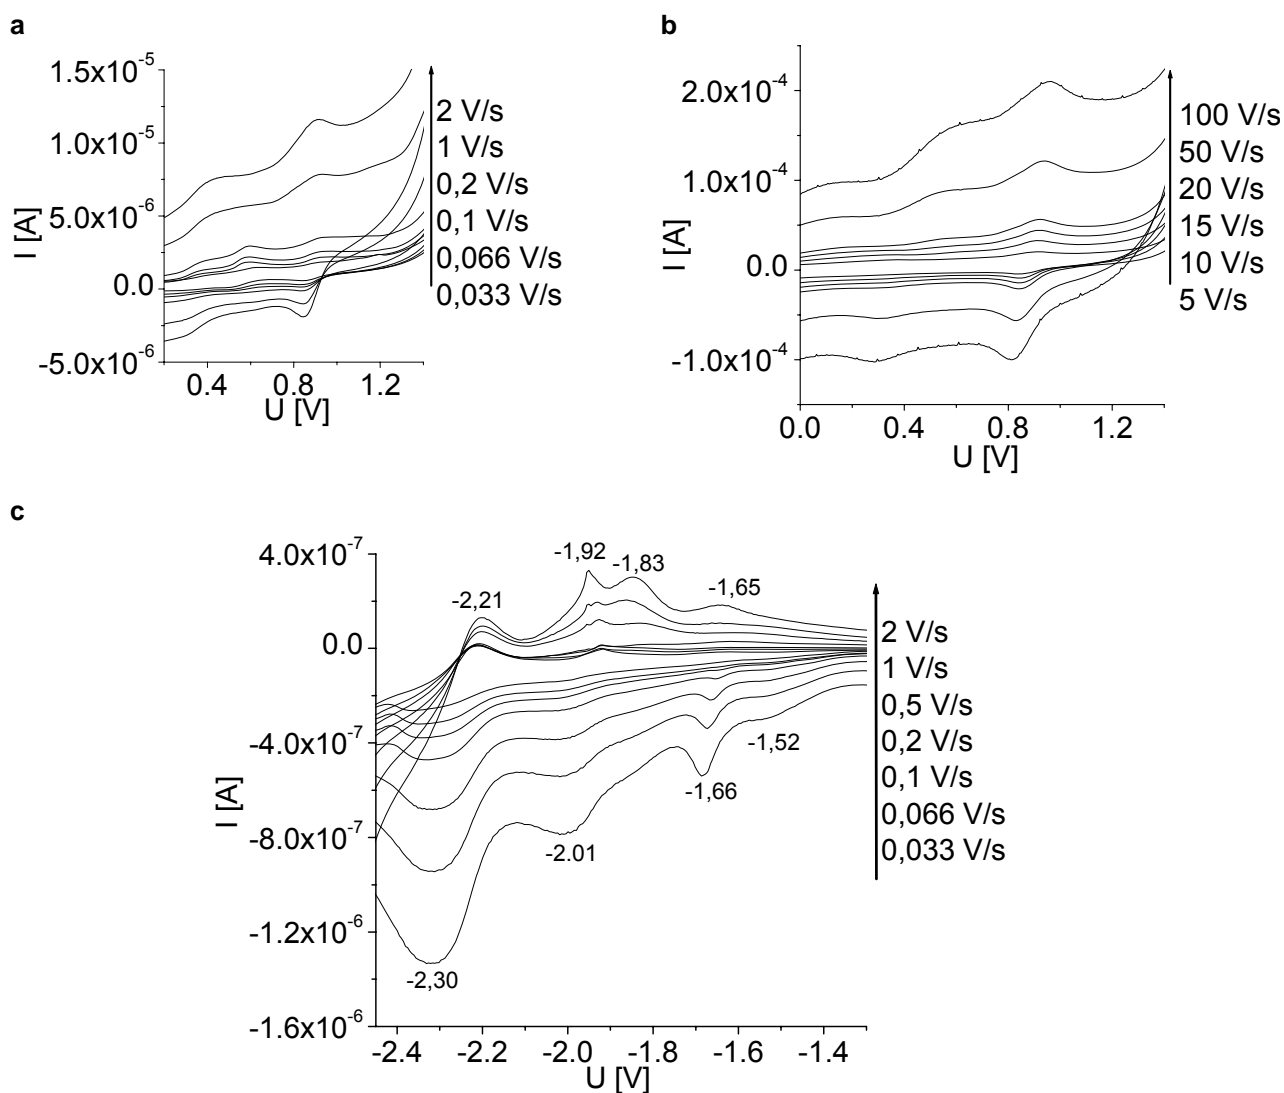 a
1.5x10-5
1.0x10-5
5.0x10-6
0.0
-5.0x10-6
I [A]
0.4 0.8 1.2
U [V]
2 V/s
1 V/s
0,2 V/s
0,1 V/s
0,066 V/s
0,033 V/s
b
2.0x10-4
1.0x10-4
0.0
-1.0x10-4
I [A]
0.0 0.4 0.8 1.2
U [V]
100 V/s
50 V/s
20 V/s
15 V/s
10 V/s
5 V/s
c
4.0x10-7
0.0
-4.0x10-7
-8.0x10-7
-1.2x10-6
-1.6x10-6
I [A]
-2.4 -2.2 -2.0 -1.8 -1.6 -1.4
U [V]
-2,21
-1,92
-1,83
-1,65
-1,52
-1,66
-2.01
-2,30
2 V/s
1 V/s
0,5 V/s
0,2 V/s
0,1 V/s
0,066 V/s
0,033 V/s